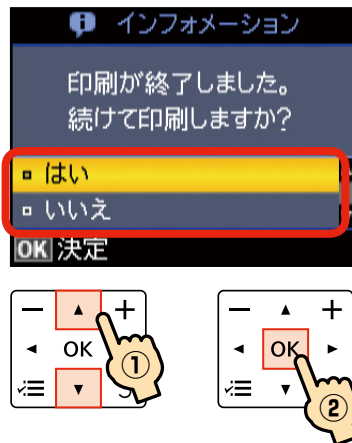 インフォメーション
印刷が終了しました。
続けて印刷しますか?
はい
いいえ
OK 決定
− ▲ +
◄ OK
▼
①
− ▲ +
◄ OK ►
▼
②